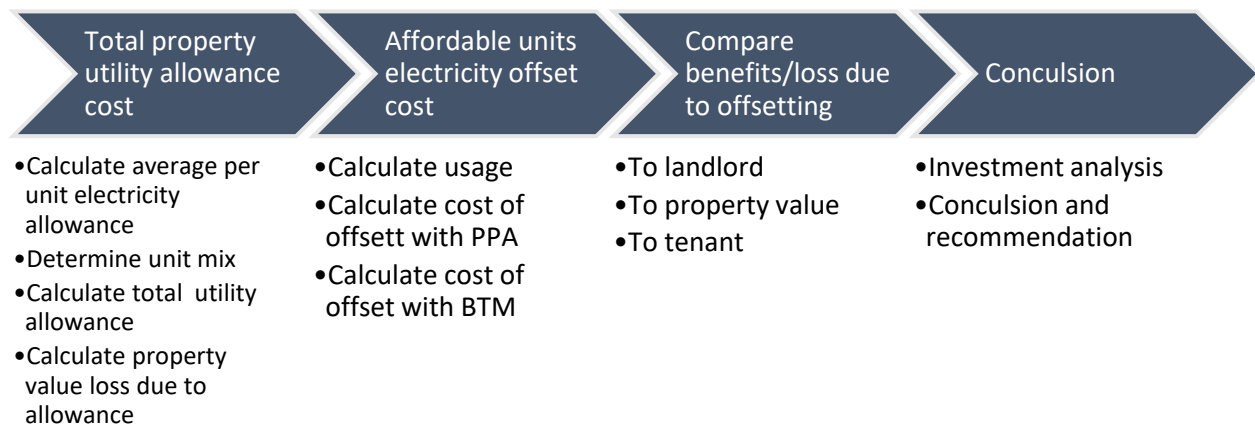 Total property
utility allowance
cost
•Calculate average per
unit electricity
allowance
•Determine unit mix
•Calculate total utility
allowance
•Calculate property
value loss due to
allowance
Affordable units
electricity offset
cost
•Calculate usage
•Calculate cost of
offsett with PPA
•Calculate cost of
offset with BTM
Compare
benefits/loss due
to offsetting
•To landlord
•To property value
•To tenant
Conculsion
•Investment analysis
•Conculsion and
recommendation